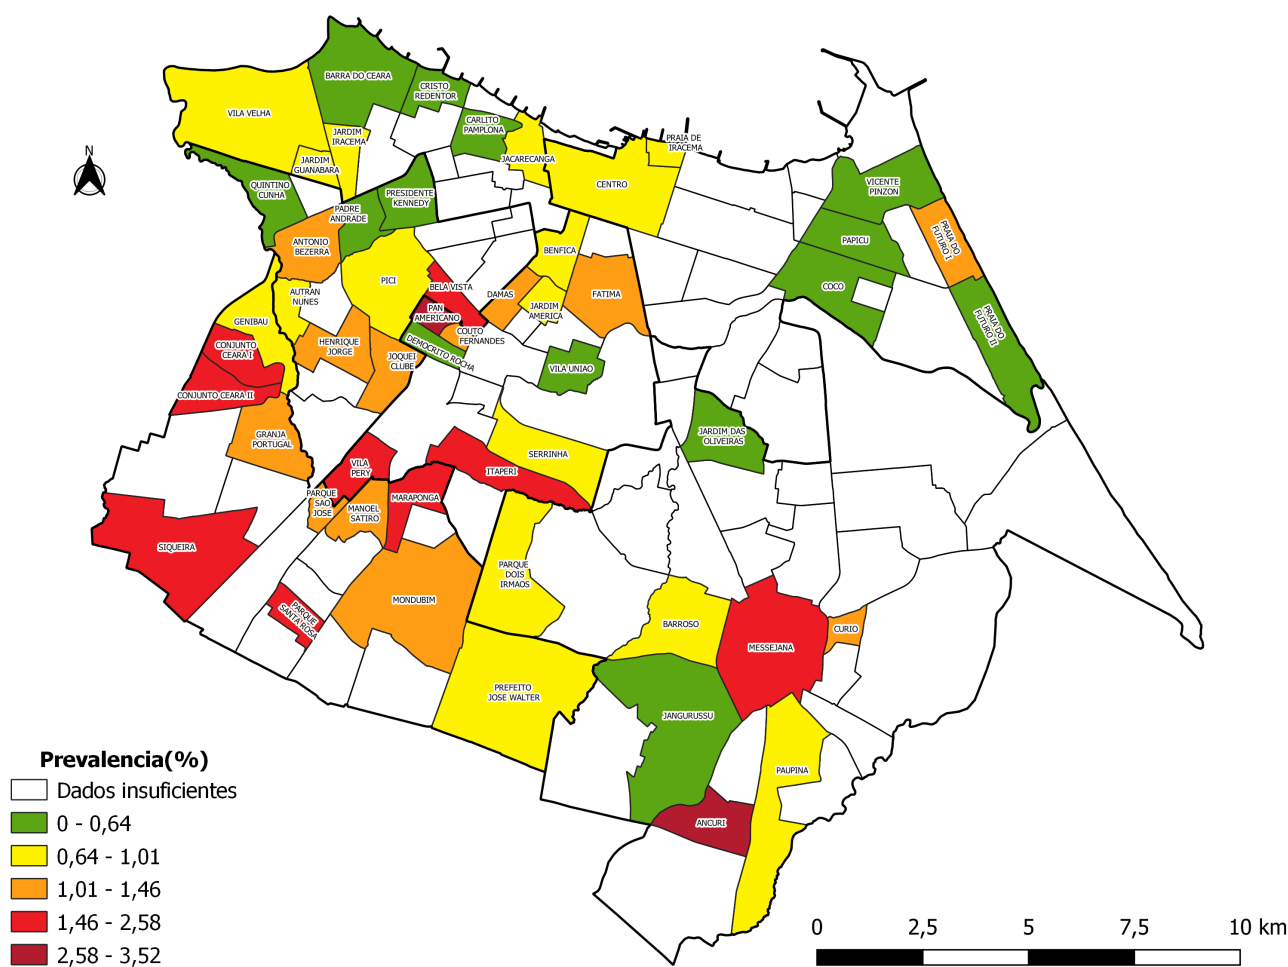 BARRA DO CEARA
CRISTO
REDENTOR
VILA VELHA
CARLITO
PAMPLONA
JARDIM
IRACEMA
PRAIA DE
IRACEMA
N
JARDIM
GUANABARA
JACARECANGA
QUINTINO
CUNHA
CENTRO
VICENTE
PINZON
PRESIDENTE
KENNEDY
PADRE
ANDRADE
ANTONIO
BEZERRA
BENFICA
PAPICU
PRAIA DO
FUTURO I
PICI
BELA VISTA
COCO
AUTRAN
NUNES
DAMAS
FATIMA
JARDIM
AMERICA
GENIBAU
PAN
AMERICANO
PRAIA DO
FUTURO II
COUTO
FERNANDES
HENRIQUE
JORGE
CONJUNTO
CEARA I
DEMOCRITO ROCHA
JOQUEI
CLUBE
VILA UNIAO
CONJUNTO CEARA II
GRANJA
PORTUGAL
JARDIM DAS
OLIVEIRAS
SERRINHA
VILA
PERY
ITAPERI
PARQUE
SAO
JOSE
MARAPONGA
MANOEL
SATIRO
SIQUEIRA
PARQUE
DOIS
IRMAOS
MONDUBIM
PARQUE
SANTA ROSA
BARROSO
CURIO
MESSEJANA
PREFEITO
JOSE WALTER
JANGURUSSU
PAUPINA
ANCURI
Prevalencia(%)
Dados insuficientes
0 - 0,64
0,64 - 1,01
1,01 - 1,46
1,46 - 2,58
2,58 - 3,52
0 2,5 5 7,5 10 km